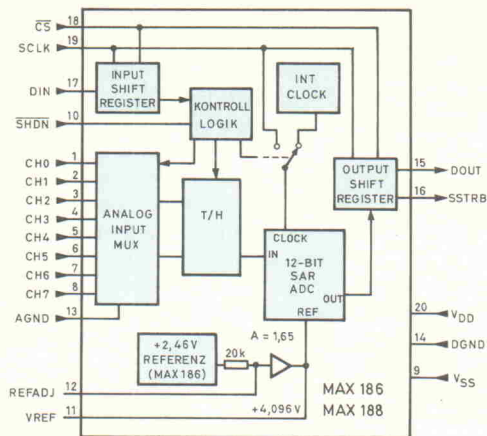 18
CS
19
SCLK
17
DIN
10
SHDN
INPUT
SHIFT
REGISTER
KONTROLL
LOGIK
INT
CLOCK
1
CH0
2
CH1
3
CH2
4
CH3
5
CH4
6
CH5
7
CH6
8
CH7
13
AGND
ANALOG
INPUT
MUX
T/H
CLOCK
IN
12-BIT
SAR
ADC
OUT
REF
OUTPUT
SHIFT
REGISTER
15
DOUT
16
SSTRB
20
VDD
14
DGND
9
VSS
+2,46V
REFERENZ
(MAX186)
20k
A = 1,65
12
REFADJ
11
VREF
+4,096V
MAX 186
MAX 188